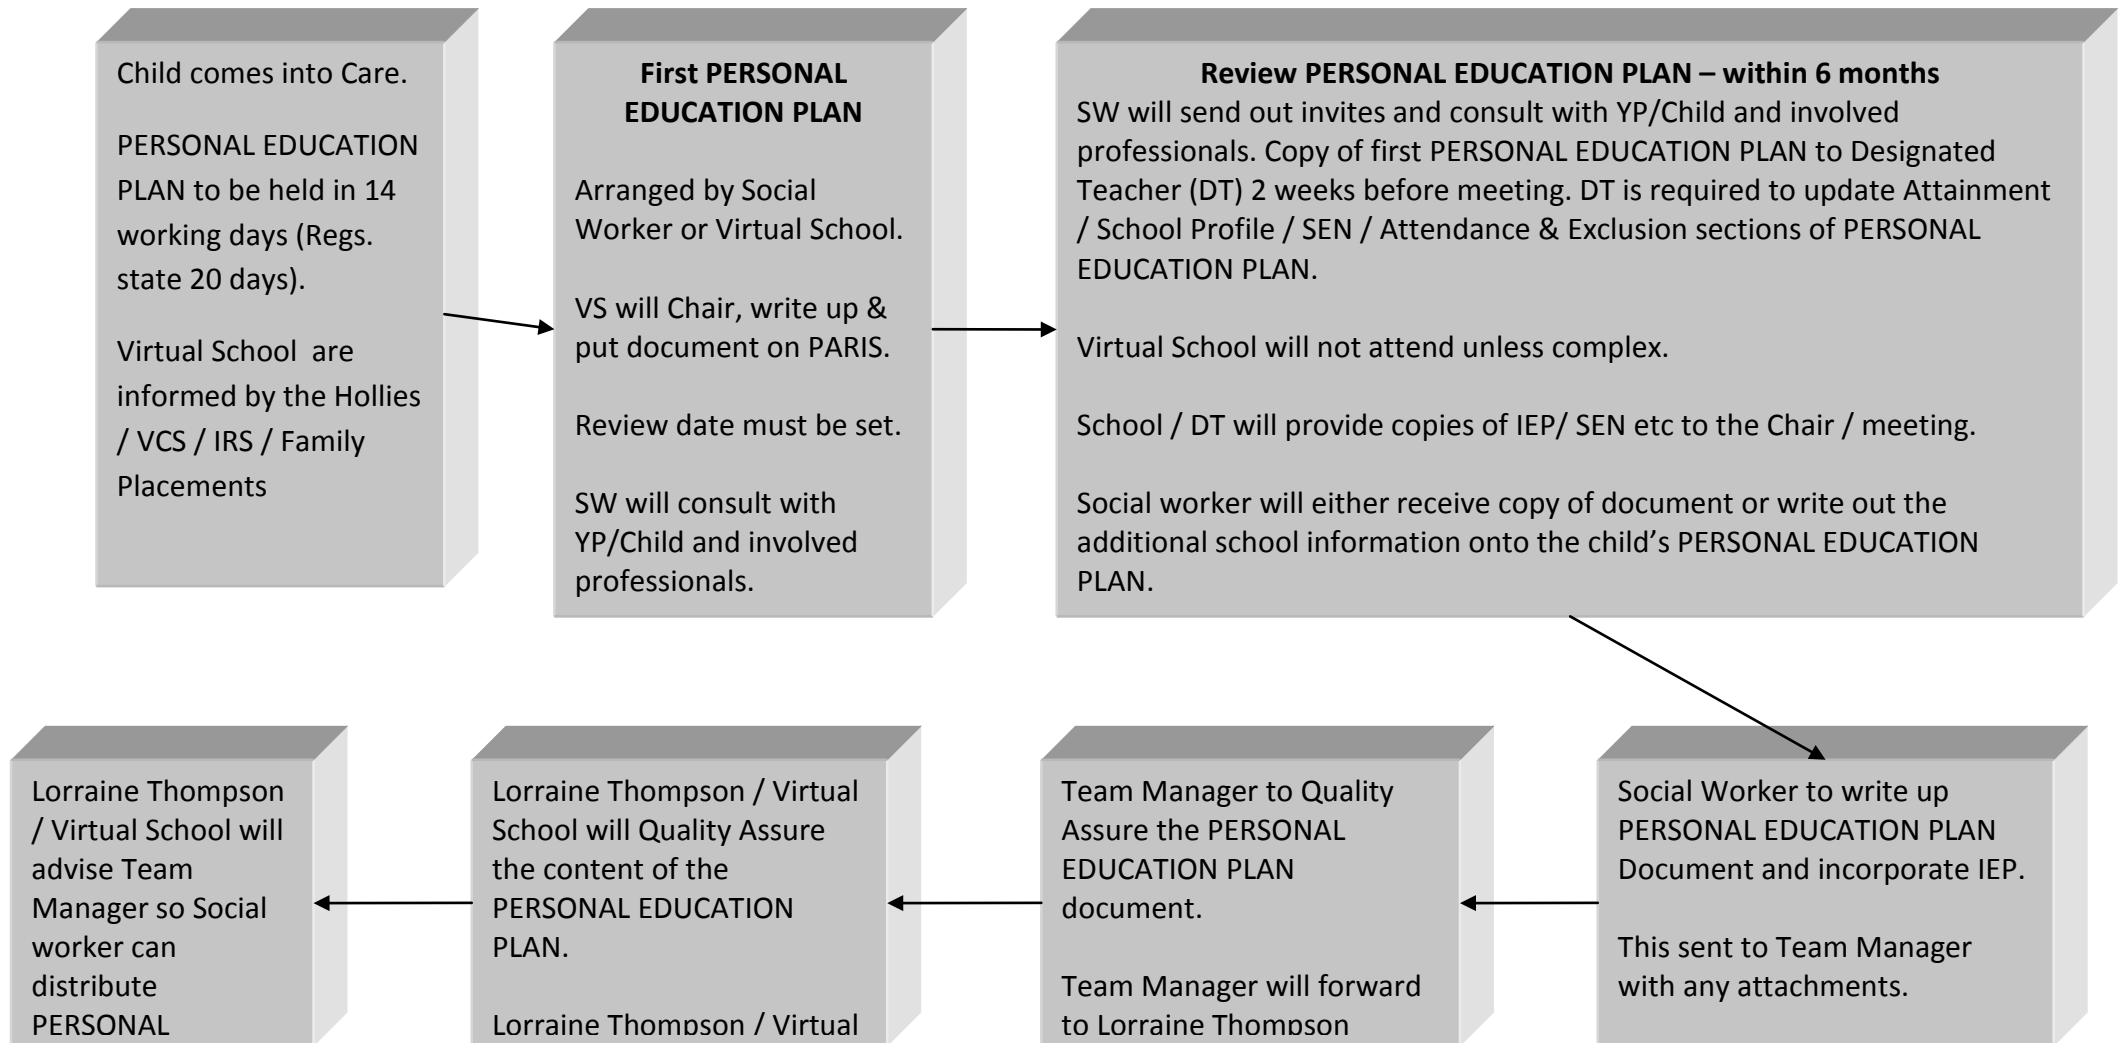 Child comes into Care.
PERSONAL EDUCATION
PLAN to be held in 14
working days (Regs.
state 20 days).
Virtual School  are
informed by the Hollies
/ VCS / IRS / Family
Placements
First PERSONAL
EDUCATION PLAN
Arranged by Social
Worker or Virtual School.
VS will Chair, write up &
put document on PARIS.
Review date must be set.
SW will consult with
YP/Child and involved
professionals.
Review PERSONAL EDUCATION PLAN – within 6 months
SW will send out invites and consult with YP/Child and involved
professionals. Copy of first PERSONAL EDUCATION PLAN to Designated
Teacher (DT) 2 weeks before meeting. DT is required to update Attainment
/ School Profile / SEN / Attendance & Exclusion sections of PERSONAL
EDUCATION PLAN.
Virtual School will not attend unless complex.
School / DT will provide copies of IEP/ SEN etc to the Chair / meeting.
Social worker will either receive copy of document or write out the
additional school information onto the child’s PERSONAL EDUCATION
PLAN.
Social Worker to write up
PERSONAL EDUCATION PLAN
Document and incorporate IEP.
This sent to Team Manager
with any attachments.
Team Manager to Quality
Assure the PERSONAL
EDUCATION PLAN
document.
Team Manager will forward
to Lorraine Thompson
Lorraine Thompson / Virtual
School will Quality Assure
the content of the
PERSONAL EDUCATION
PLAN.
Lorraine Thompson / Virtual
Lorraine Thompson
/ Virtual School will
advise Team
Manager so Social
worker can
distribute
PERSONAL